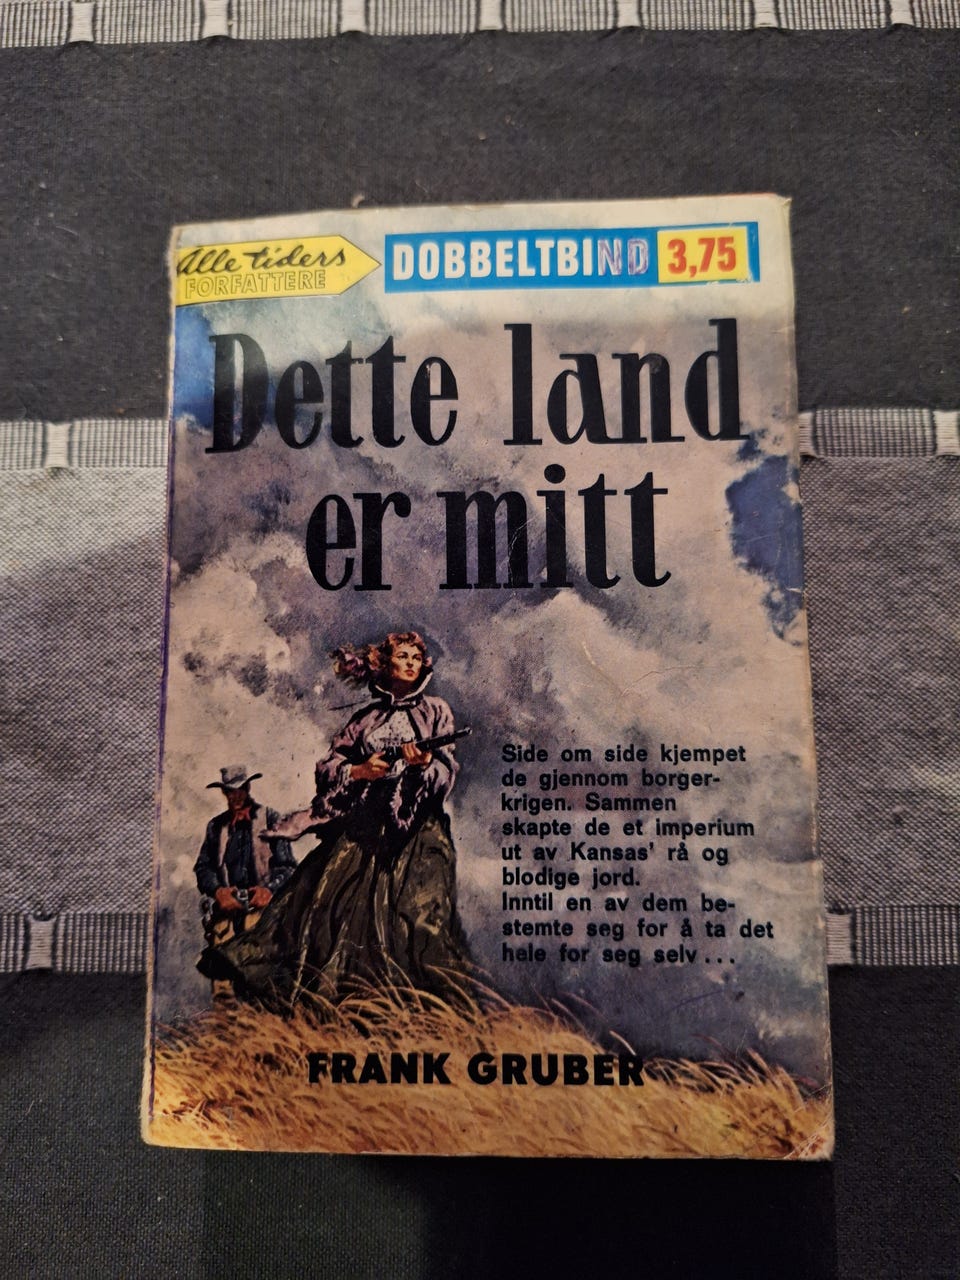 Alle tiders
FORFATTERE
DOBBELTBIND 3,75
Dette land
er mitt
Side om side kjempet
de gjennom borger-
krigen. Sammen
skapte de et imperium
ut av Kansas' rå og
blodige jord.
Inntil en av dem be-
stemte seg for å ta det
hele for seg selv...
FRANK GRUBER